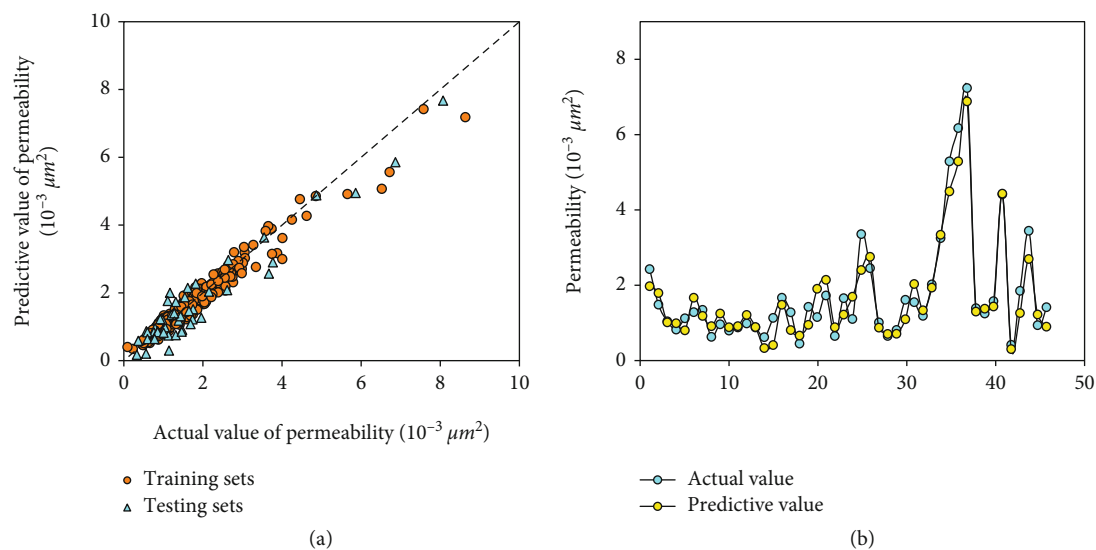 10
8
6
4
2
0
Predictive value of permeability
(10⁻³ μm²)
0 2 4 6 8 10
Actual value of permeability (10⁻³ μm²)
Training sets
Testing sets
(a)
8
6
4
2
0
Permeability (10⁻³ μm²)
0 10 20 30 40 50
Actual value
Predictive value
(b)